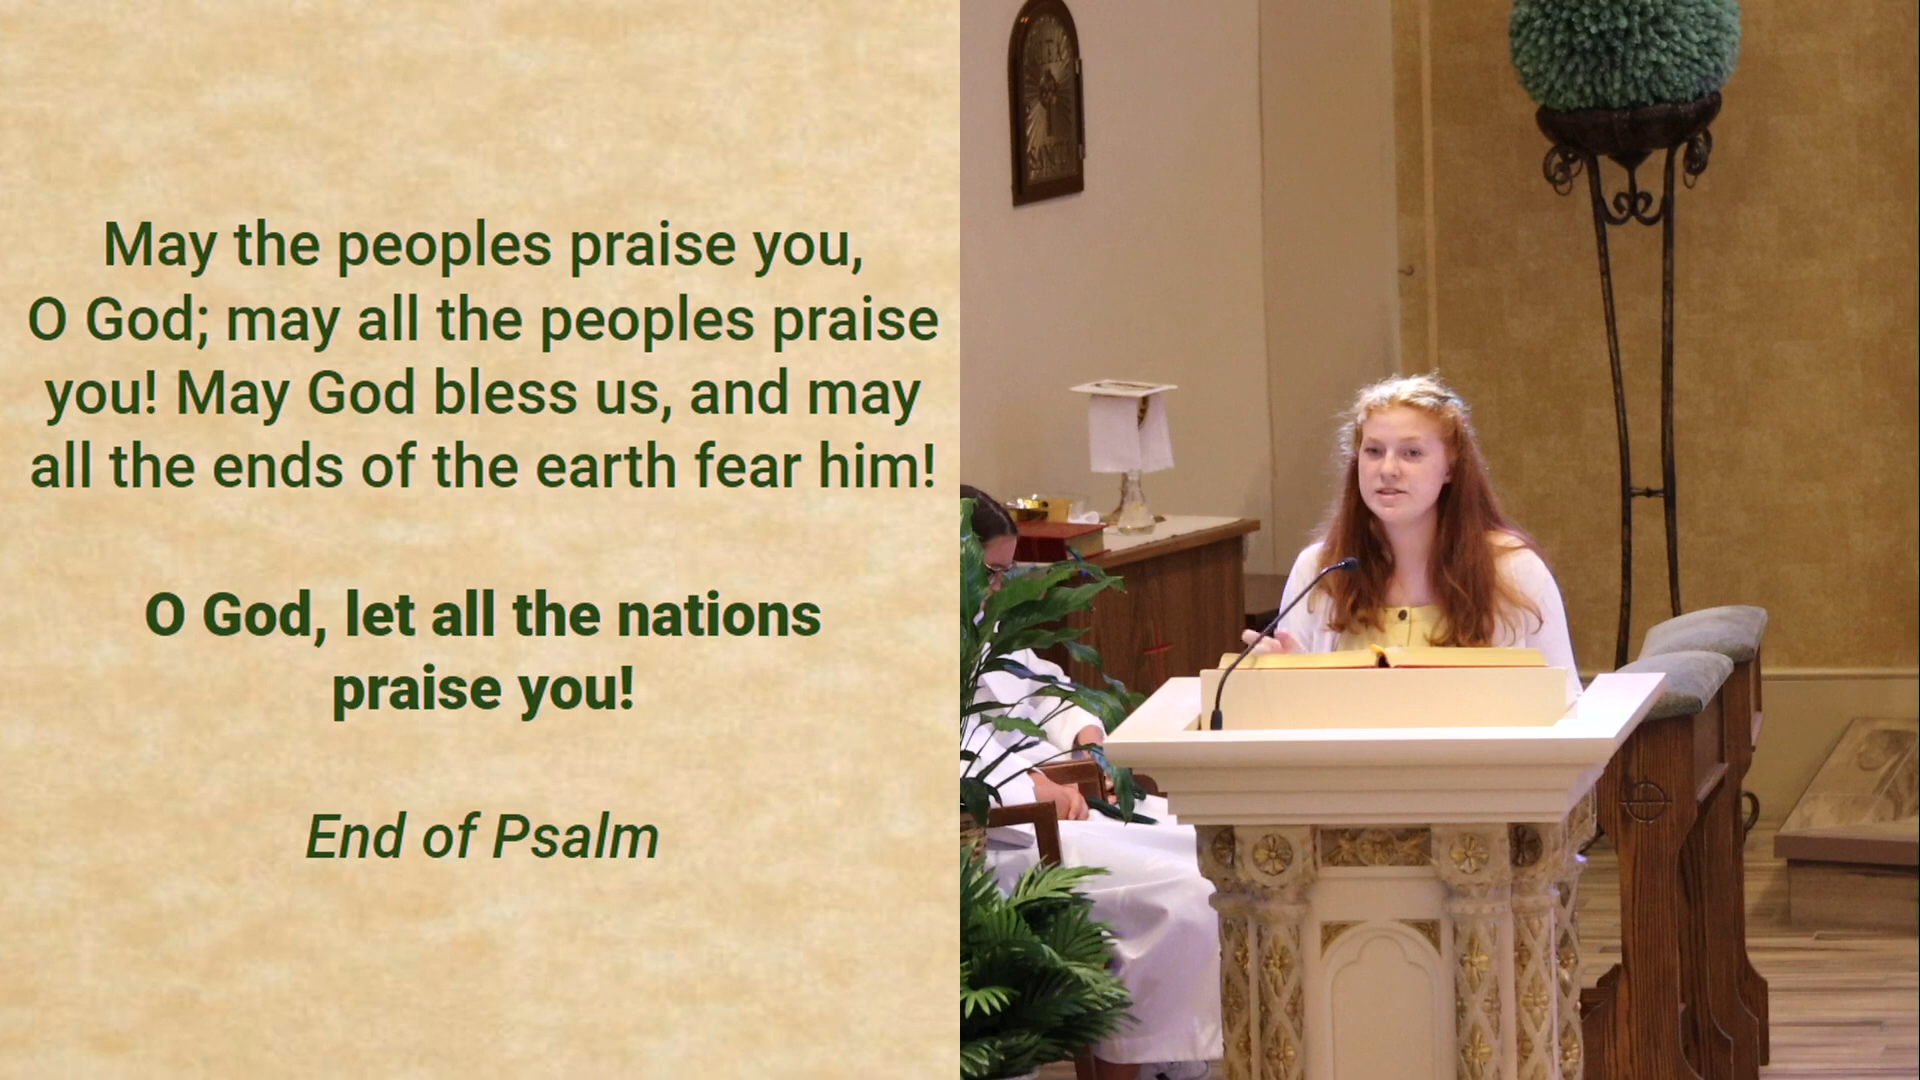 May the peoples praise you,
O God; may all the peoples praise
you! May God bless us, and may
all the ends of the earth fear him!
O God, let all the nations
praise you!
End of Psalm
SANCTI